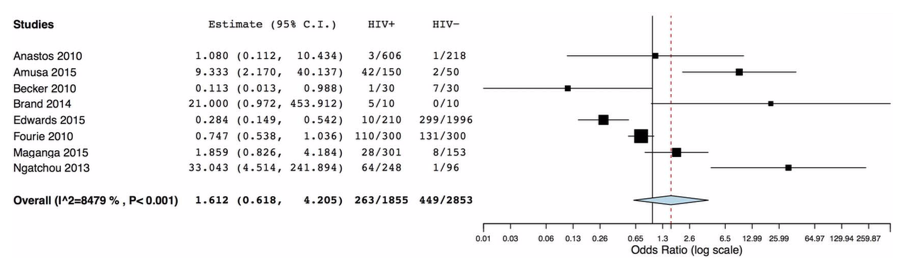 Studies Estimate (95% C.I.) HIV+ HIV-
Anastos 2010 1.080 (0.112, 10.434) 3/606 1/218
Amusa 2015 9.333 (2.170, 40.137) 42/150 2/50
Becker 2010 0.113 (0.013, 0.988) 1/30 7/30
Brand 2014 21.000 (0.972, 453.912) 5/10 0/10
Edwards 2015 0.284 (0.149, 0.542) 10/210 299/1996
Fourie 2010 0.747 (0.538, 1.036) 110/300 131/300
Maganga 2015 1.859 (0.826, 4.184) 28/301 8/153
Ngatchou 2013 33.043 (4.514, 241.894) 64/248 1/96
Overall (I^2=8479 % , P< 0.001) 1.612 (0.618, 4.205) 263/1855 449/2853
0.01 0.03 0.06 0.13 0.26 0.65 1.3 2.6 6.5 12.99 25.99 64.97 129.94 259.87
Odds Ratio (log scale)